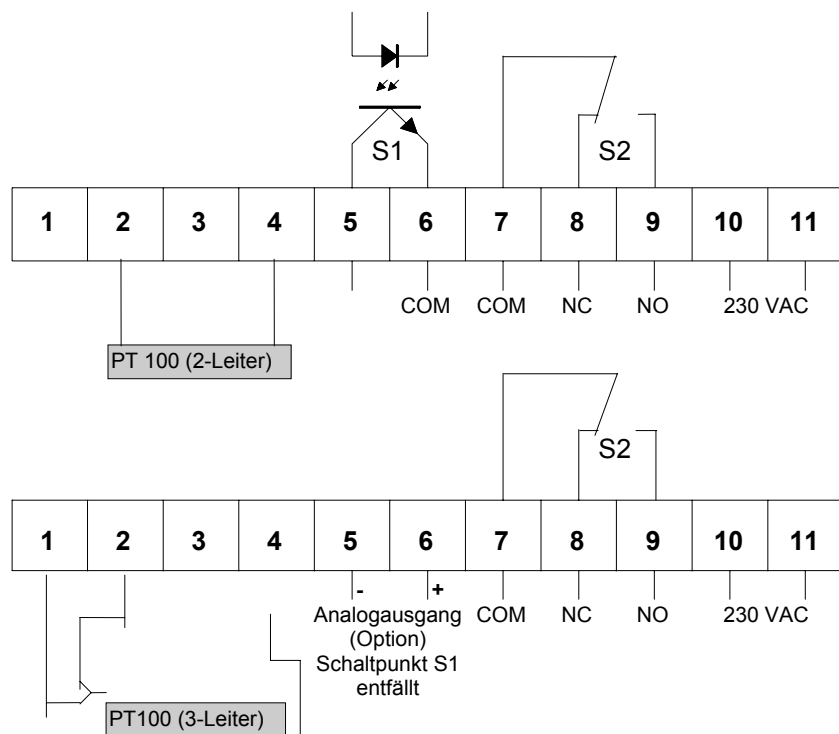 S1
S2
1 2 3 4 5 6 7 8 9 10 11
COM COM NC NO 230 VAC
PT 100 (2-Leiter)
S2
1 2 3 4 5 6 7 8 9 10 11
- +
Analogausgang COM NC NO 230 VAC
(Option)
Schaltpunkt S1
entfällt
PT100 (3-Leiter)